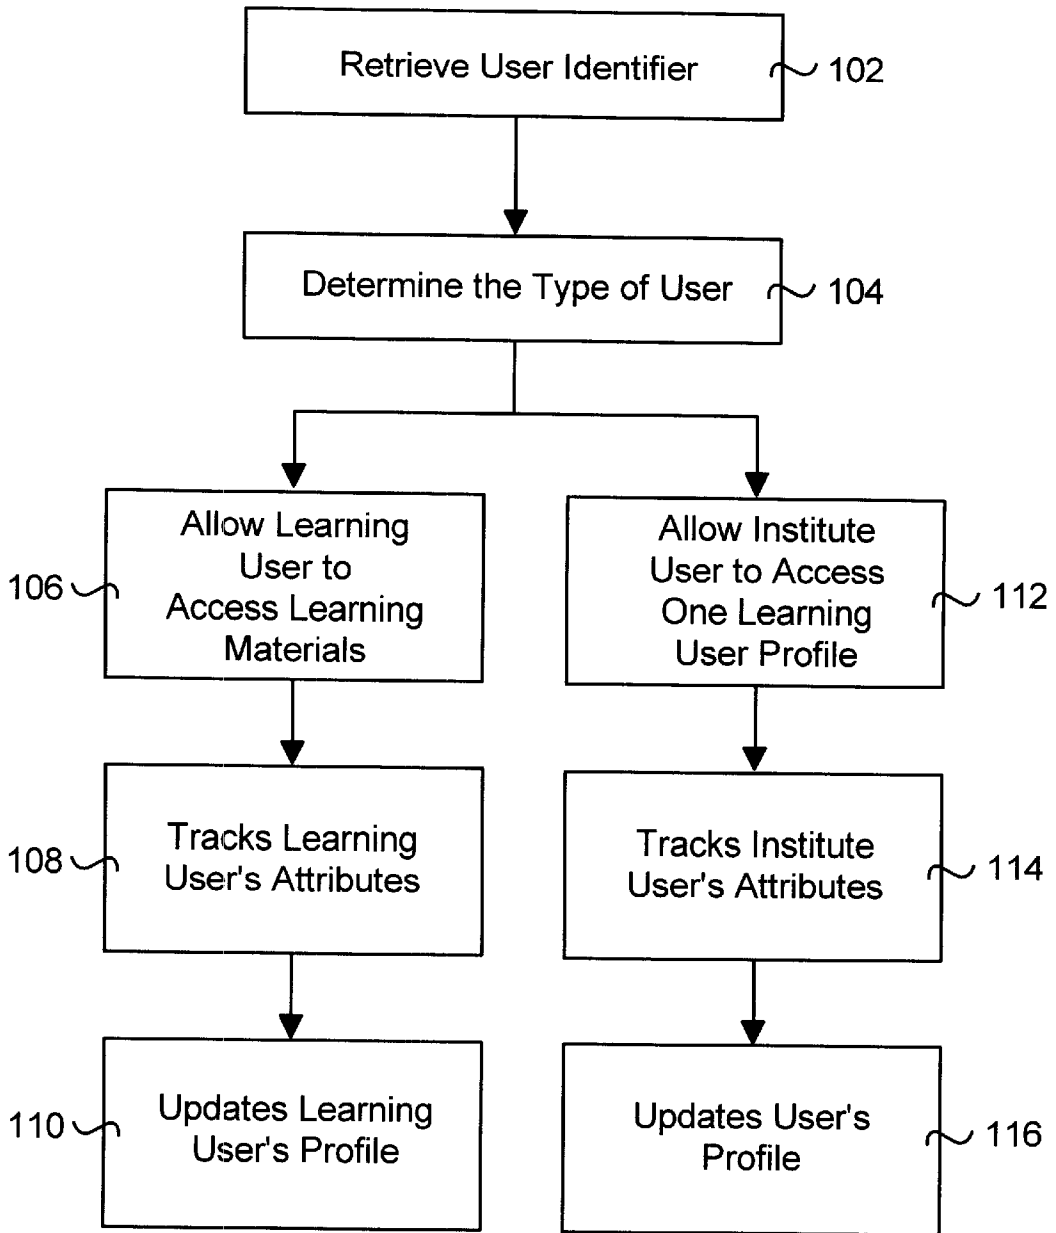 Retrieve User Identifier
102
Determine the Type of User
104
Allow Learning
User to
Access Learning
Materials
106
Allow Institute
User to Access
One Learning
User Profile
112
Tracks Learning
User's Attributes
108
Tracks Institute
User's Attributes
114
Updates Learning
User's Profile
110
Updates User's
Profile
116